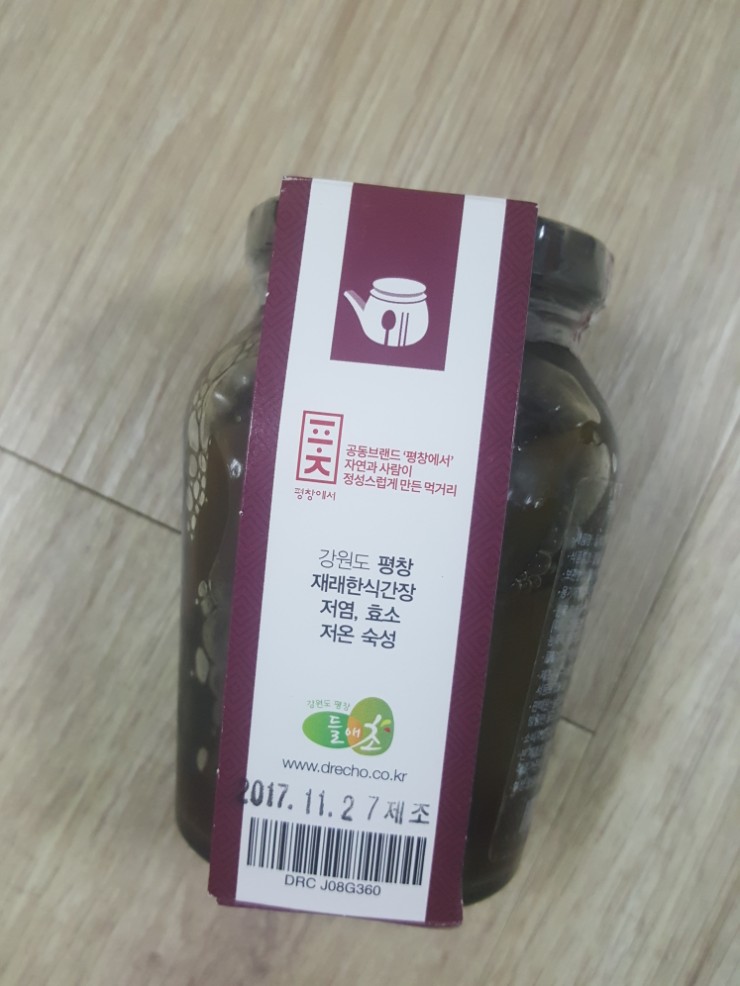 평창에서
공동브랜드 '평창에서'
자연과 사람이
정성스럽게 만든 먹거리
강원도 평창
재래한식간장
저염, 효소
저온 숙성
강원도 평창
들애초
www.drecho.co.kr
2017.11.27제조
DRC J08G360